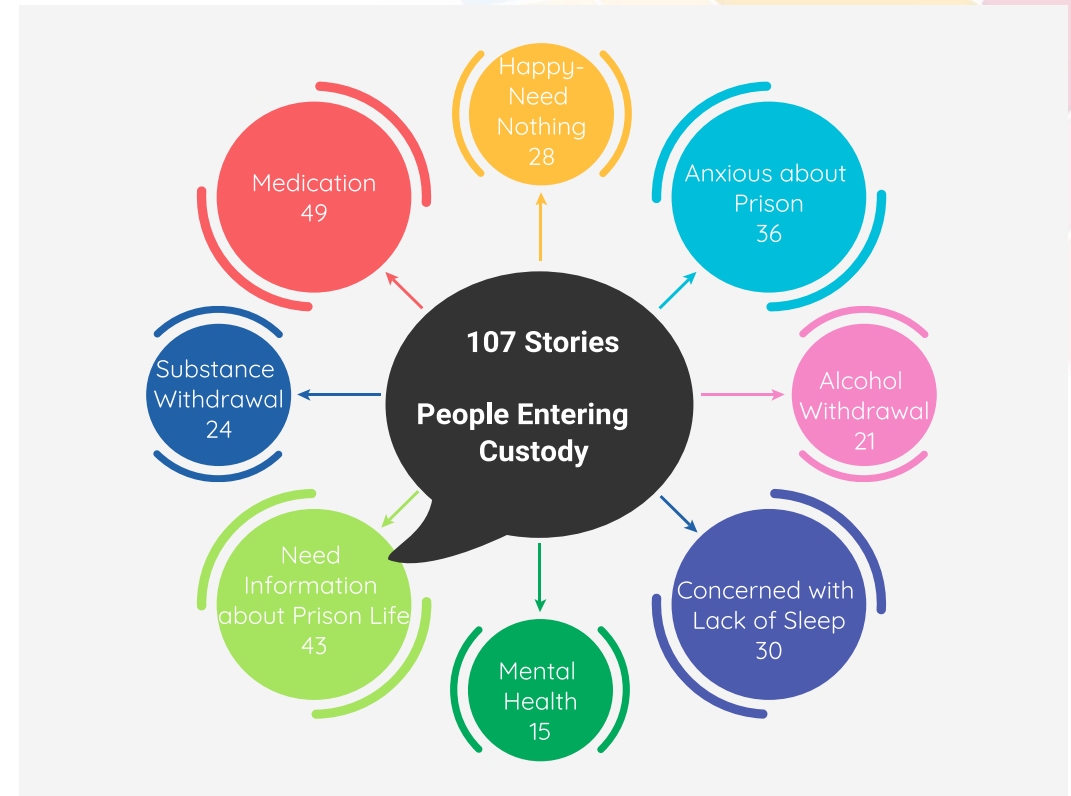 Happy-
Need
Nothing
28
Medication
49
Anxious about
Prison
36
107 Stories
People Entering
Custody
Substance
Withdrawal
24
Alcohol
Withdrawal
21
Need
Information
about Prison Life
43
Concerned with
Lack of Sleep
30
Mental
Health
15